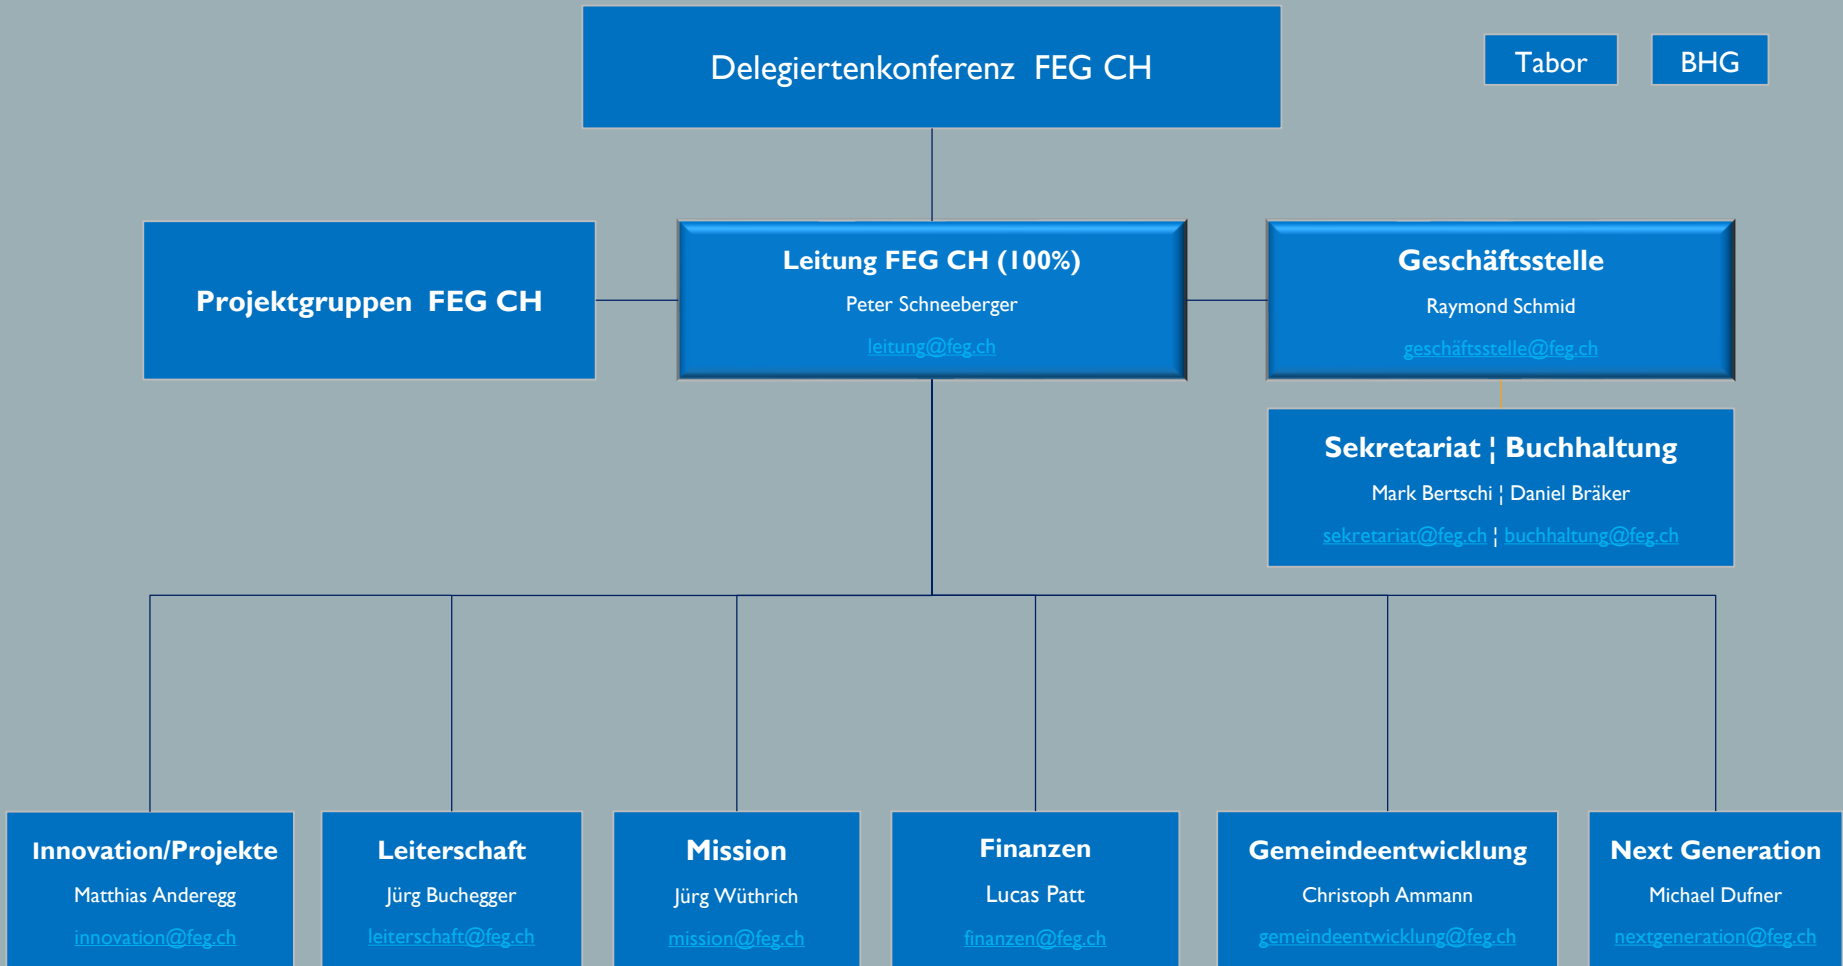 Delegiertenkonferenz FEG CH
Tabor
BHG
Projektgruppen FEG CH
Leitung FEG CH (100%)
Peter Schneeberger
leitung@feg.ch
Geschäftsstelle
Raymond Schmid
geschäftsstelle@feg.ch
Sekretariat ¦ Buchhaltung
Mark Bertschi ¦ Daniel Bräker
sekretariat@feg.ch ¦ buchhaltung@feg.ch
Innovation/Projekte
Matthias Anderegg
innovation@feg.ch
Leiterschaft
Jürg Buchegger
leiterschaft@feg.ch
Mission
Jürg Wüthrich
mission@feg.ch
Finanzen
Lucas Patt
finanzen@feg.ch
Gemeindeentwicklung
Christoph Ammann
gemeindeentwicklung@feg.ch
Next Generation
Michael Dufner
nextgeneration@feg.ch